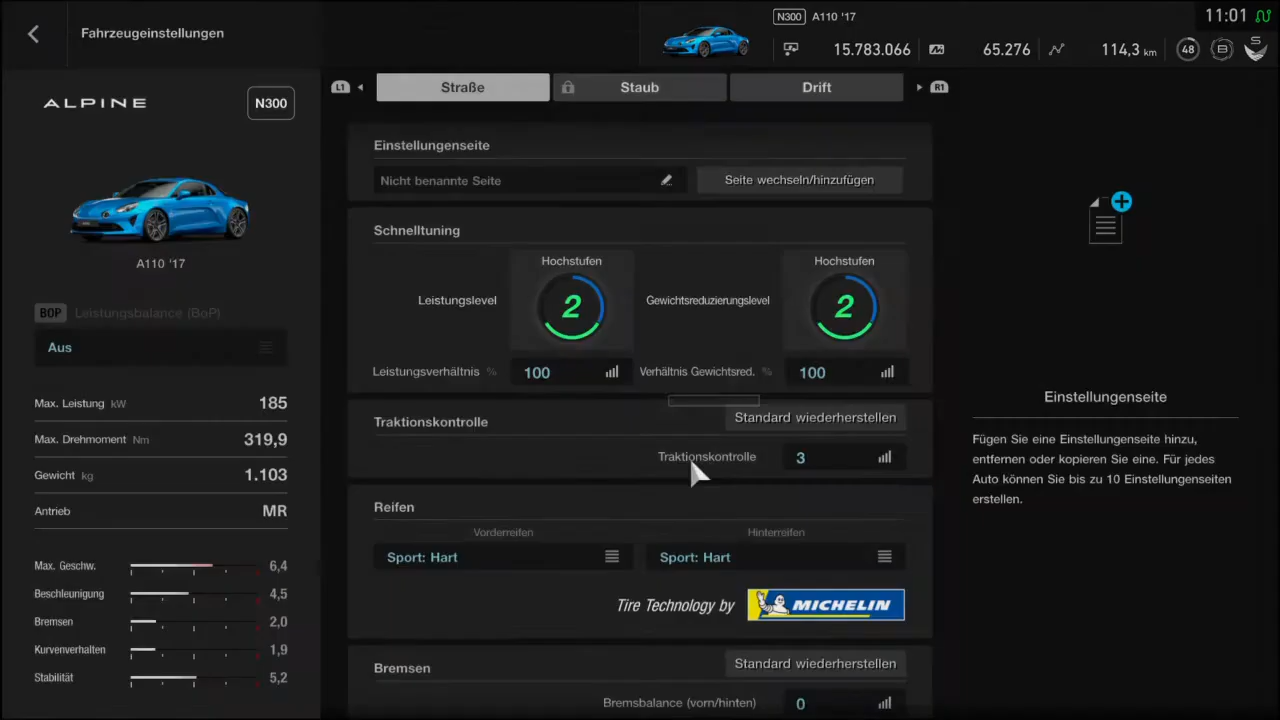 Fahrzeugeinstellungen
N300 A110 '17
11:01
15.783.066
65.276
114,3 km
48
B
S
ALPINE
N300
A110 '17
BOP Leistungsbalance (BoP)
Aus
Max. Leistung kW 185
Max. Drehmoment Nm 319,9
Gewicht kg 1.103
Antrieb MR
Max. Geschw. 6,4
Beschleunigung 4,5
Bremsen 2,0
Kurvenverhalten 1,9
Stabilität 5,2
L1 Straße Staub Drift R1
Einstellungenseite
Nicht benannte Seite Seite wechseln/hinzufügen
Schnelltuning
Hochstufen Hochstufen
Leistungslevel 2 Gewichtsreduzierungslevel 2
Leistungsverhältnis % 100 Verhältnis Gewichtsred. % 100
Traktionskontrolle Standard wiederherstellen
Traktionskontrolle 3
Reifen
Vorderreifen Hinterreifen
Sport: Hart Sport: Hart
Tire Technology by MICHELIN
Bremsen Standard wiederherstellen
Bremsbalance (vorn/hinten) 0
Einstellungenseite
Fügen Sie eine Einstellungenseite hinzu,
entfernen oder kopieren Sie eine. Für jedes
Auto können Sie bis zu 10 Einstellungenseiten
erstellen.